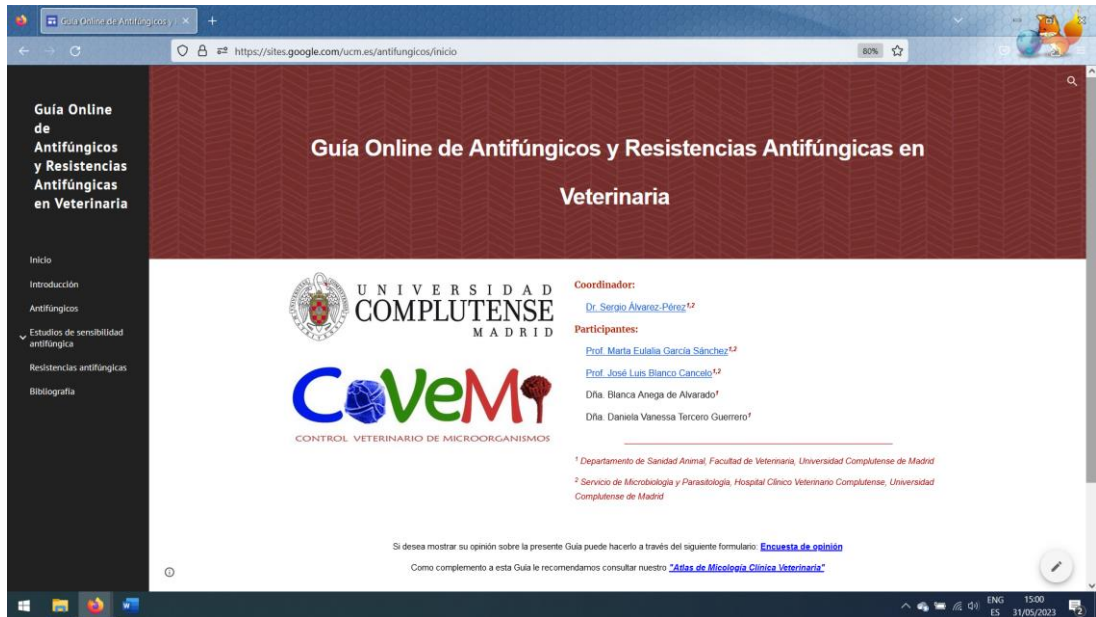 Guía Online de Antifúngicos y
https://sites.google.com/ucm.es/antifungicos/inicio
80%
Guía Online
de
Antifúngicos
y Resistencias
Antifúngicas
en Veterinaria
Inicio
Introducción
Antifúngicos
Estudios de sensibilidad
antifúngica
Resistencias antifúngicas
Bibliografía
Guía Online de Antifúngicos y Resistencias Antifúngicas en
Veterinaria
UNIVERSIDAD
COMPLUTENSE
MADRID
CoVeMi
CONTROL VETERINARIO DE MICROORGANISMOS
Coordinador:
Dr. Sergio Álvarez-Pérez1,2
Participantes:
Prof. Marta Eulalia García Sánchez1,2
Prof. José Luis Blanco Cancelo1,2
Dña. Blanca Anega de Alvarado1
Dña. Daniela Vanessa Tercero Guerrero1
1 Departamento de Sanidad Animal, Facultad de Veterinaria, Universidad Complutense de Madrid
2 Servicio de Microbiología y Parasitología, Hospital Clínico Veterinario Complutense, Universidad
Complutense de Madrid
Si desea mostrar su opinión sobre la presente Guía puede hacerlo a través del siguiente formulario: Encuesta de opinión
Como complemento a esta Guía le recomendamos consultar nuestro "Atlas de Micología Clínica Veterinaria"
ENG
ES
15:00
31/05/2023
2